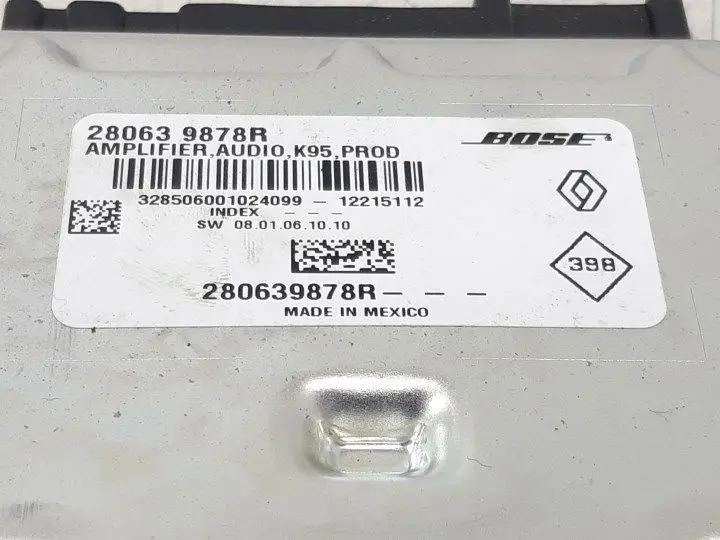 28063 9878R
BOSE
AMPLIFIER,AUDIO,K95,PROD
328506001024099 - 12215112
INDEX - - -
SW 08.01.06.10.10
398
280639878R- - -
MADE IN MEXICO